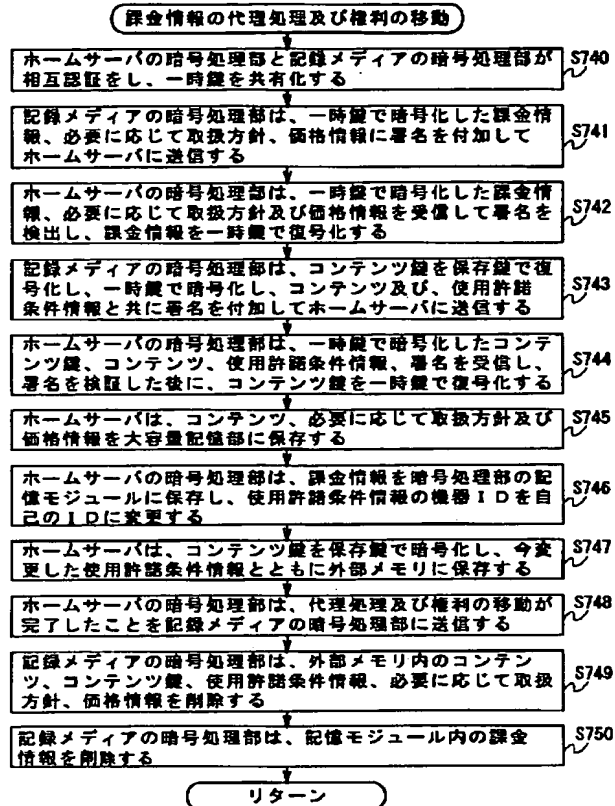 課金情報の代理処理及び権利の移動
ホームサーバの暗号処理部と記録メディアの暗号処理部が
相互認証をし、一時鍵を共有化する
S740
記録メディアの暗号処理部は、一時鍵で暗号化した課金情
報、必要に応じて取扱方針、価格情報に署名を付加して
ホームサーバに送信する
S741
ホームサーバの暗号処理部は、一時鍵で暗号化した課金情
報、必要に応じて取扱方針及び価格情報を受信して署名を
検出し、課金情報を一時鍵で復号化する
S742
記録メディアの暗号処理部は、コンテンツ鍵を保存鍵で復
号化し、一時鍵で暗号化し、コンテンツ及び、使用許諾
条件情報と共に署名を付加してホームサーバに送信する
S743
ホームサーバの暗号処理部は、一時鍵で暗号化したコンテ
ンツ鍵、コンテンツ、使用許諾条件情報、署名を受信し、
署名を検証した後に、コンテンツ鍵を一時鍵で復号化する
S744
ホームサーバは、コンテンツ、必要に応じて取扱方針及び
価格情報を大容量記憶部に保存する
S745
ホームサーバの暗号処理部は、課金情報を暗号処理部の記
憶モジュールに保存し、使用許諾条件情報の機器IDを自
己のIDに変更する
S746
ホームサーバは、コンテンツ鍵を保存鍵で暗号化し、今変
更した使用許諾条件情報とともに外部メモリに保存する
S747
ホームサーバの暗号処理部は、代理処理及び権利の移動が
完了したことを記録メディアの暗号処理部に送信する
S748
記録メディアの暗号処理部は、外部メモリ内のコンテン
ツ、コンテンツ鍵、使用許諾条件情報、必要に応じて取扱
方針、価格情報を削除する
S749
記録メディアの暗号処理部は、記憶モジュール内の課金
情報を削除する
S750
リターン